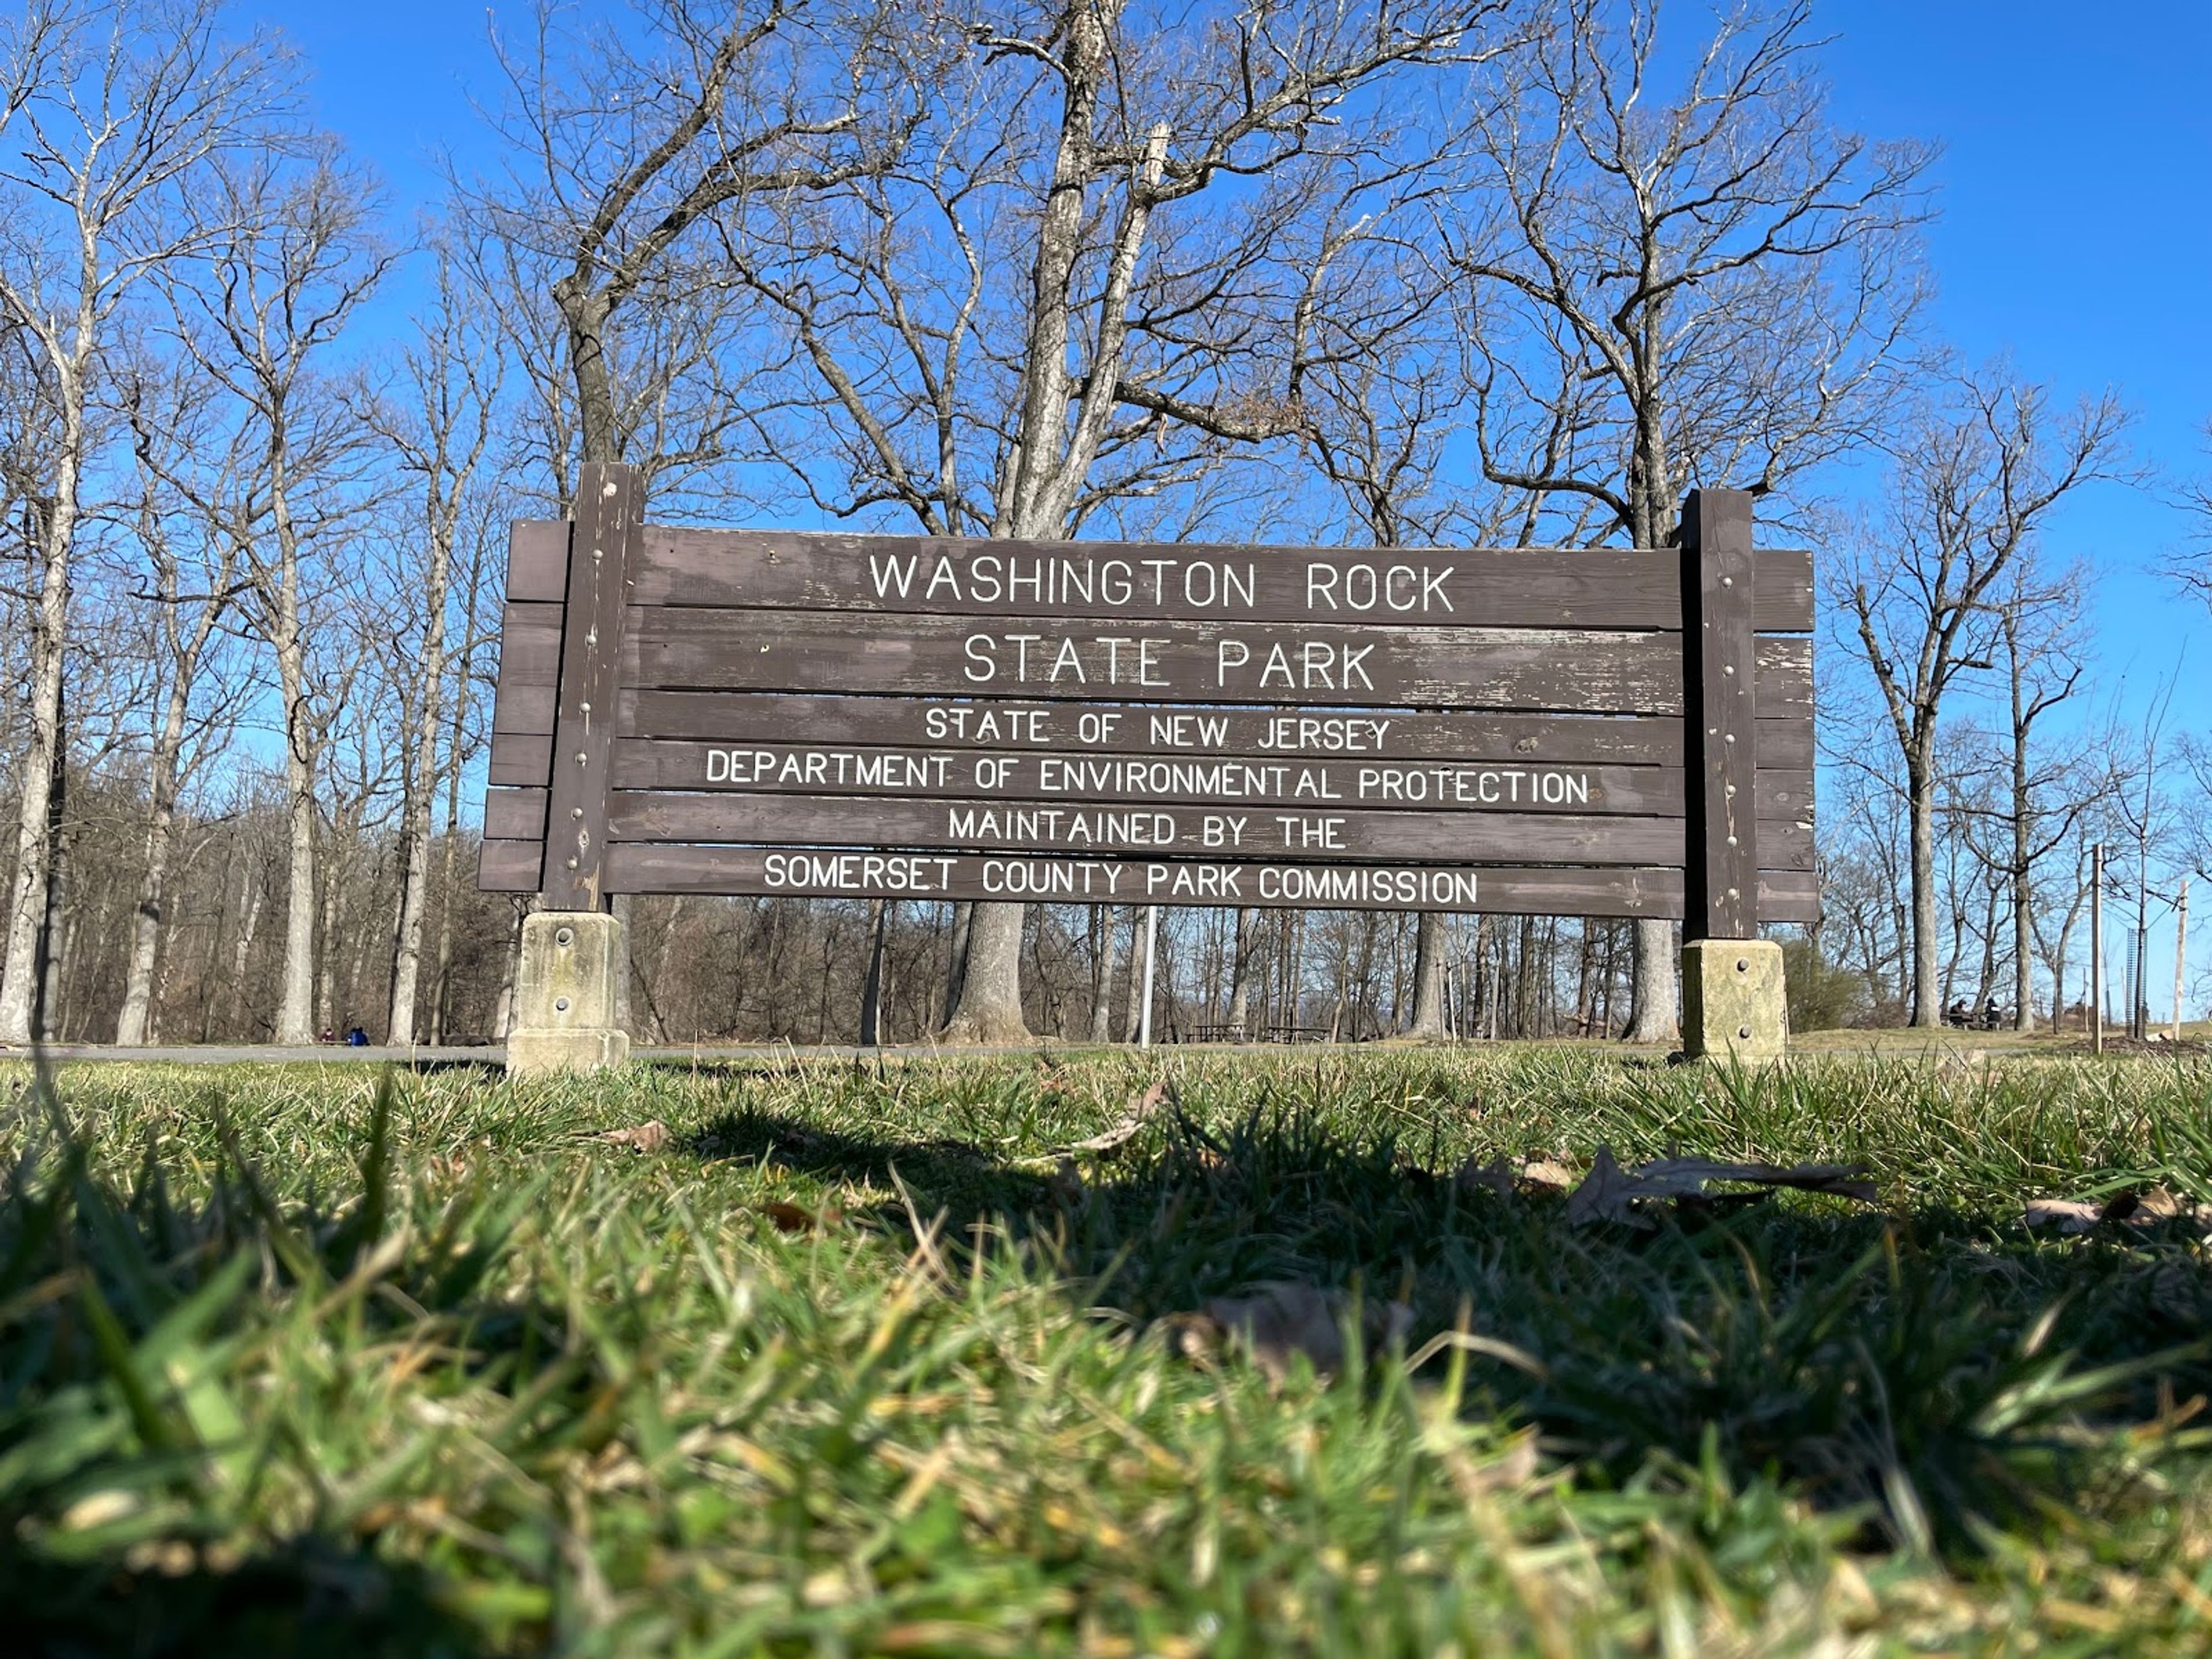 WASHINGTON ROCK
STATE PARK
STATE OF NEW JERSEY
DEPARTMENT OF ENVIRONMENTAL PROTECTION
MAINTAINED BY THE
SOMERSET COUNTY PARK COMMISSION